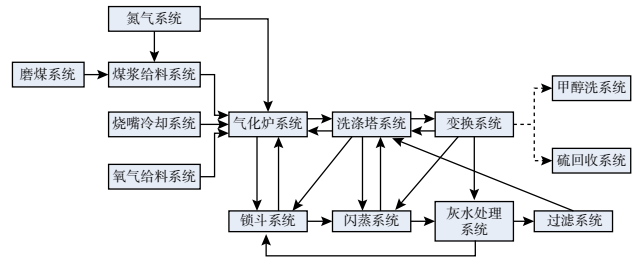 氮气系统
磨煤系统
煤浆给料系统
甲醇洗系统
烧嘴冷却系统
气化炉系统
洗涤塔系统
变换系统
氧气给料系统
硫回收系统
锁斗系统
闪蒸系统
灰水处理
系统
过滤系统